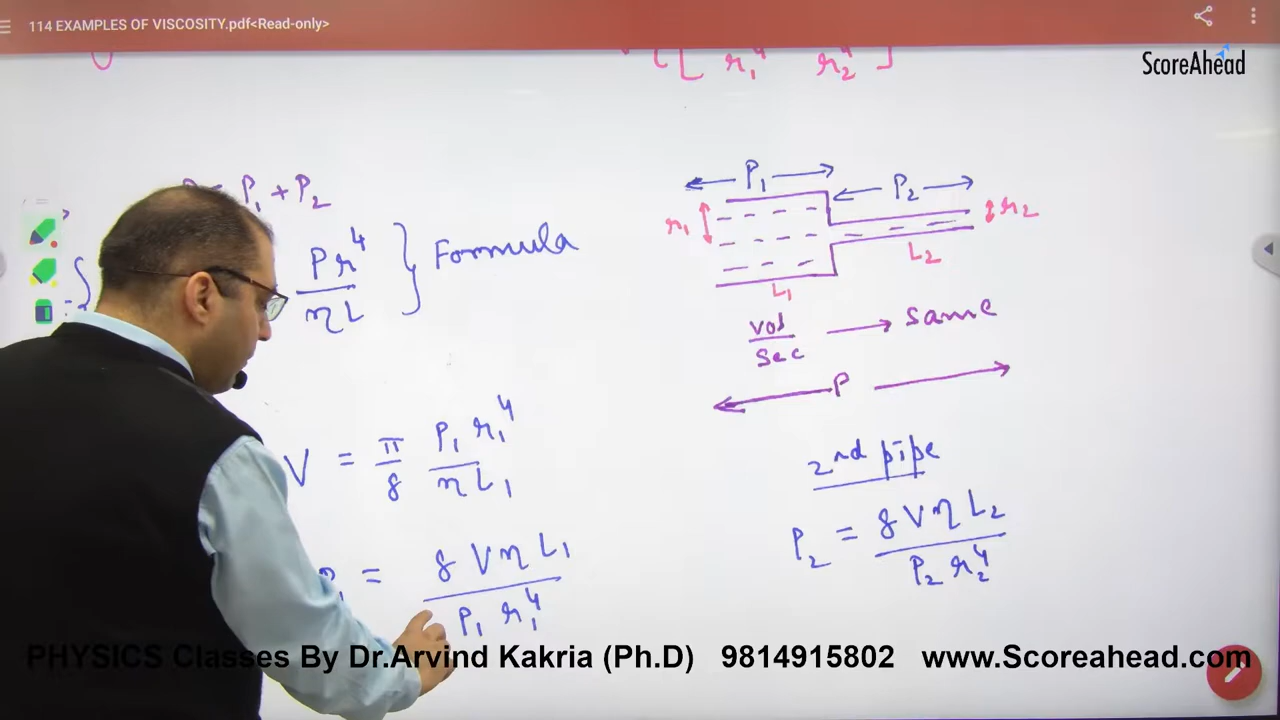 114 EXAMPLES OF VISCOSITY.pdf<Read-only>
ScoreAhead
r₁⁴ r₂⁴ ]
P₁ + P₂
P₁
P₂
r₁
r₂
L₂
L₁
Pr⁴
ηL
} Formula
vol
sec
→ same
P
V = π/8 P₁ r₁⁴ / ηL₁
2nd pipe
P₂ = 8 V η L₂ / P₂ r₂⁴
= 8 V η L₁ / P₁ r₁⁴
PHYSICS Classes By Dr.Arvind Kakria (Ph.D) 9814915802 www.Scoreahead.com